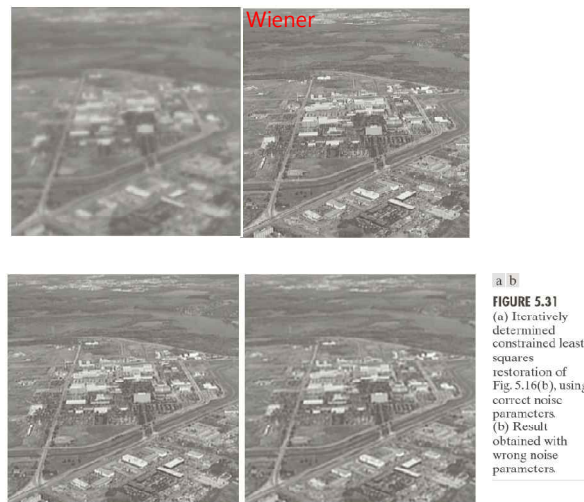 Wiener
a b
FIGURE 5.31
(a) Iteratively
determined
constrained least
squares
restoration of
Fig. 5.16(b), using
correct noise
parameters.
(b) Result
obtained with
wrong noise
parameters.